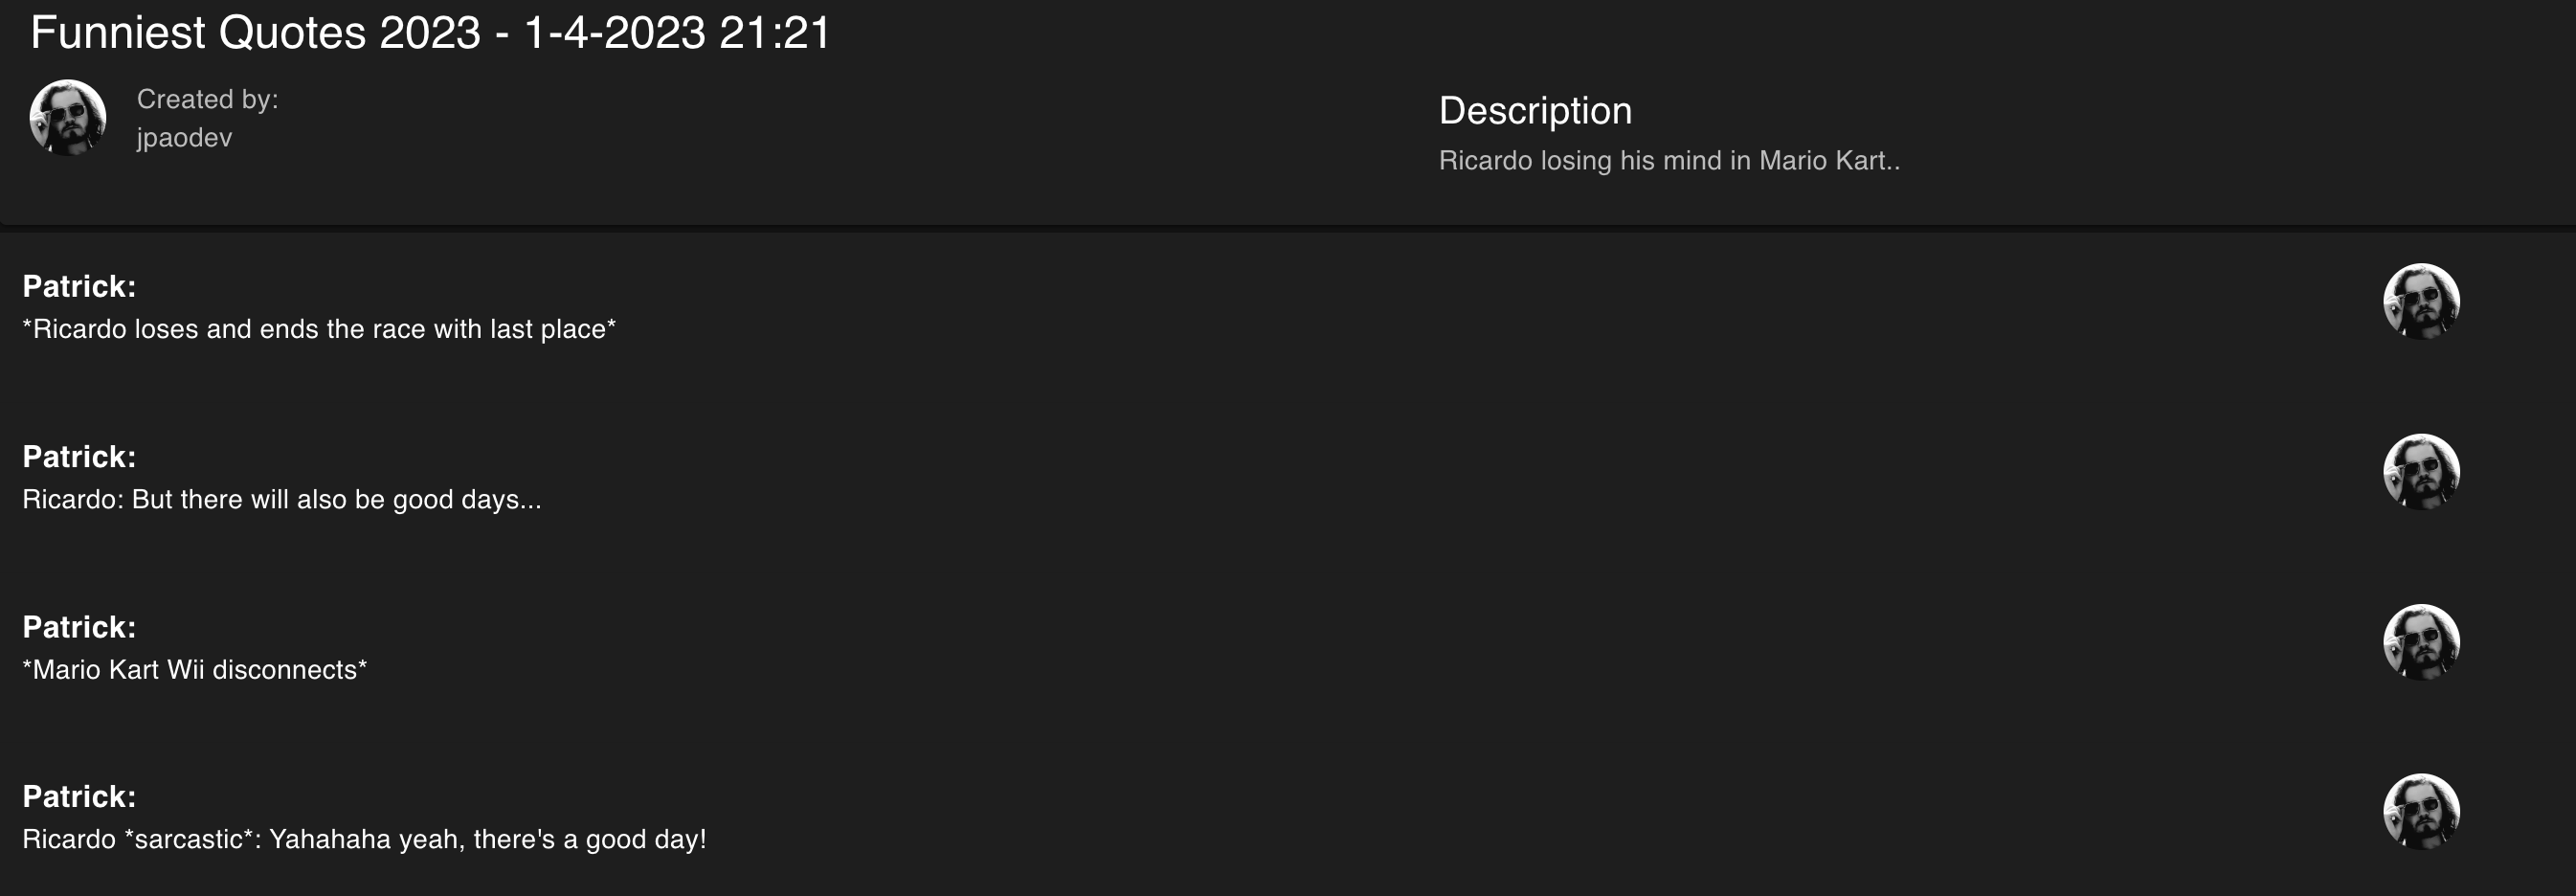 Funniest Quotes 2023 - 1-4-2023 21:21
Created by:
jpaodev
Description
Ricardo losing his mind in Mario Kart..
Patrick:
*Ricardo loses and ends the race with last place*
Patrick:
Ricardo: But there will also be good days...
Patrick:
*Mario Kart Wii disconnects*
Patrick:
Ricardo *sarcastic*: Yahahaha yeah, there's a good day!